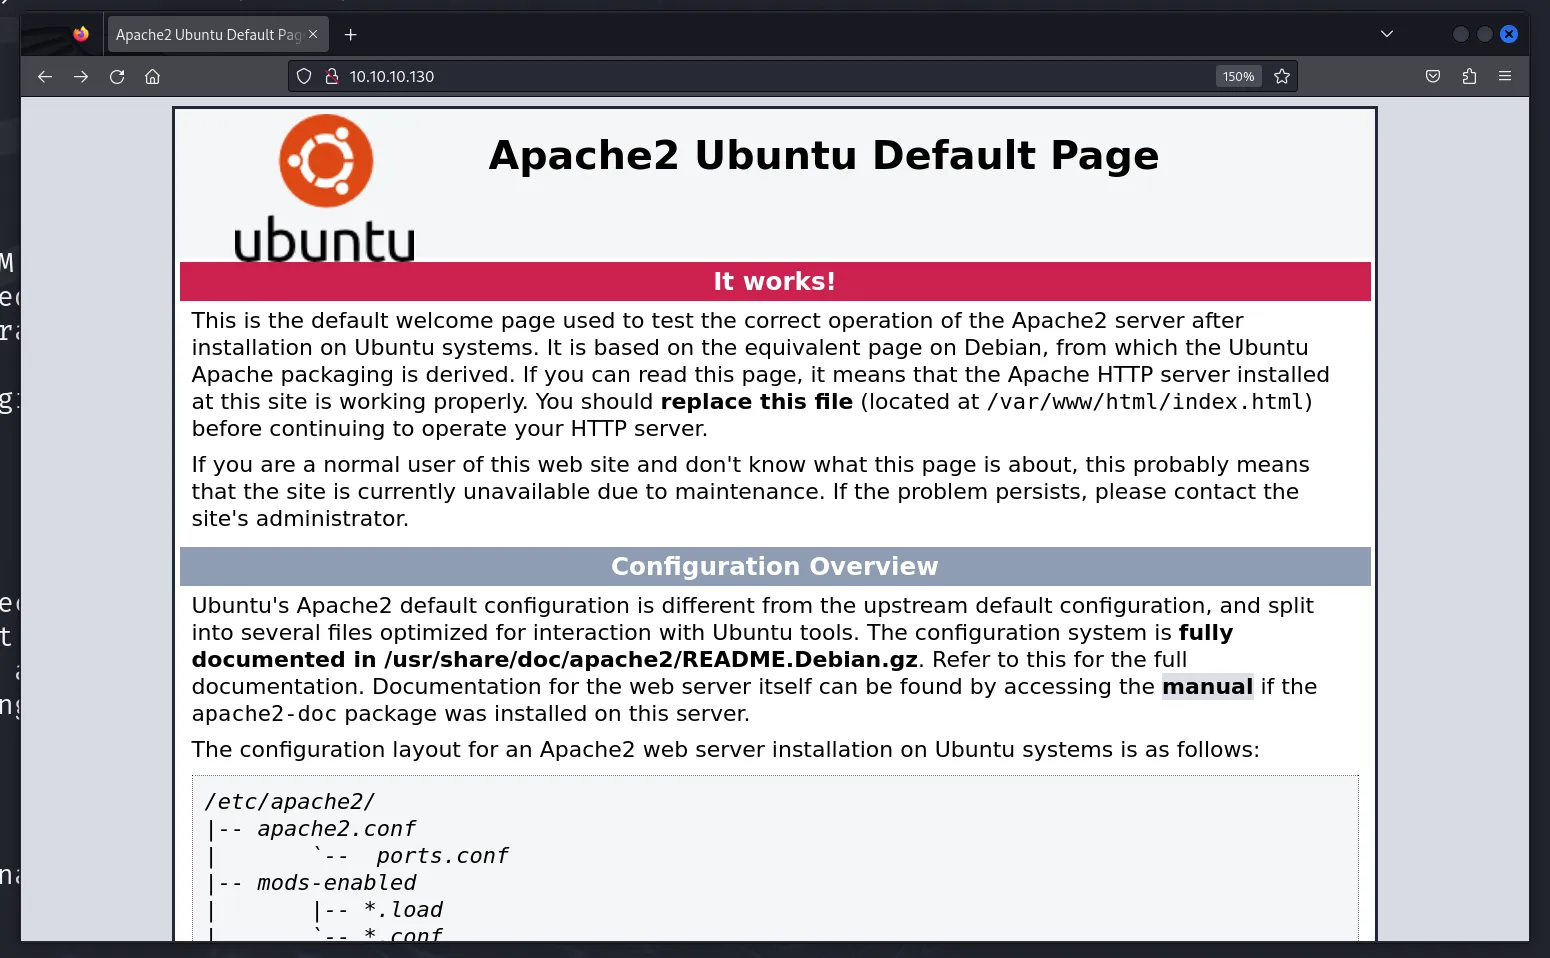 Apache2 Ubuntu Default Pag
10.10.10.130
150%
ubuntu
Apache2 Ubuntu Default Page
It works!
This is the default welcome page used to test the correct operation of the Apache2 server after
installation on Ubuntu systems. It is based on the equivalent page on Debian, from which the Ubuntu
Apache packaging is derived. If you can read this page, it means that the Apache HTTP server installed
at this site is working properly. You should replace this file (located at /var/www/html/index.html)
before continuing to operate your HTTP server.
If you are a normal user of this web site and don't know what this page is about, this probably means
that the site is currently unavailable due to maintenance. If the problem persists, please contact the
site's administrator.
Configuration Overview
Ubuntu's Apache2 default configuration is different from the upstream default configuration, and split
into several files optimized for interaction with Ubuntu tools. The configuration system is fully
documented in /usr/share/doc/apache2/README.Debian.gz. Refer to this for the full
documentation. Documentation for the web server itself can be found by accessing the manual if the
apache2-doc package was installed on this server.
The configuration layout for an Apache2 web server installation on Ubuntu systems is as follows:
/etc/apache2/
|-- apache2.conf
|       `--  ports.conf
|-- mods-enabled
|       |-- *.load
|       `-- *.conf